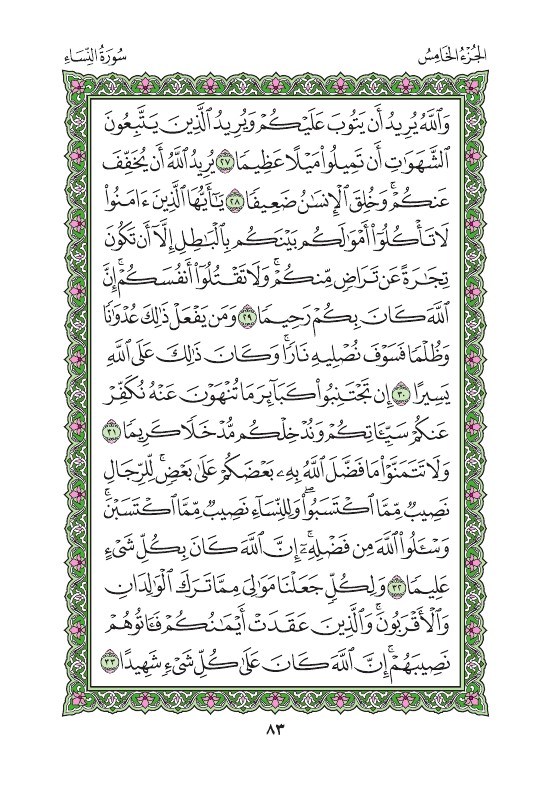 الجُزْءُ الخَامِسُ
سُورَةُ النِّسَاءِ
وَٱللَّهُ يُرِيدُ أَن يَتُوبَ عَلَيْكُمْ وَيُرِيدُ ٱلَّذِينَ يَتَّبِعُونَ
ٱلشَّهَوَٰتِ أَن تَمِيلُوا۟ مَيْلًا عَظِيمًا ٢٧ يُرِيدُ ٱللَّهُ أَن يُخَفِّفَ
عَنكُمْ ۚ وَخُلِقَ ٱلْإِنسَٰنُ ضَعِيفًا ٢٨ يَٰٓأَيُّهَا ٱلَّذِينَ ءَامَنُوا۟
لَا تَأْكُلُوٓا۟ أَمْوَٰلَكُم بَيْنَكُم بِٱلْبَٰطِلِ إِلَّآ أَن تَكُونَ
تِجَٰرَةً عَن تَرَاضٍ مِّنكُمْ ۚ وَلَا تَقْتُلُوٓا۟ أَنفُسَكُمْ ۚ إِنَّ
ٱللَّهَ كَانَ بِكُمْ رَحِيمًا ٢٩ وَمَن يَفْعَلْ ذَٰلِكَ عُدْوَٰنًا
وَظُلْمًا فَسَوْفَ نُصْلِيهِ نَارًا ۚ وَكَانَ ذَٰلِكَ عَلَى ٱللَّهِ
يَسِيرًا ٣٠ إِن تَجْتَنِبُوا۟ كَبَآئِرَ مَا تُنْهَوْنَ عَنْهُ نُكَفِّرْ
عَنكُمْ سَيِّـَٔاتِكُمْ وَنُدْخِلْكُم مُّدْخَلًا كَرِيمًا ٣١
وَلَا تَتَمَنَّوْا۟ مَا فَضَّلَ ٱللَّهُ بِهِۦ بَعْضَكُمْ عَلَىٰ بَعْضٍ ۚ لِّلرِّجَالِ
نَصِيبٌ مِّمَّا ٱكْتَسَبُوا۟ ۖ وَلِلنِّسَآءِ نَصِيبٌ مِّمَّا ٱكْتَسَبْنَ ۚ
وَسْـَٔلُوا۟ ٱللَّهَ مِن فَضْلِهِۦٓ ۗ إِنَّ ٱللَّهَ كَانَ بِكُلِّ شَىْءٍ
عَلِيمًا ٣٢ وَلِكُلٍّ جَعَلْنَا مَوَٰلِىَ مِمَّا تَرَكَ ٱلْوَٰلِدَانِ
وَٱلْأَقْرَبُونَ ۚ وَٱلَّذِينَ عَقَدَتْ أَيْمَٰنُكُمْ فَـَٔاتُوهُمْ
نَصِيبَهُمْ ۚ إِنَّ ٱللَّهَ كَانَ عَلَىٰ كُلِّ شَىْءٍ شَهِيدًا ٣٣
٨٣